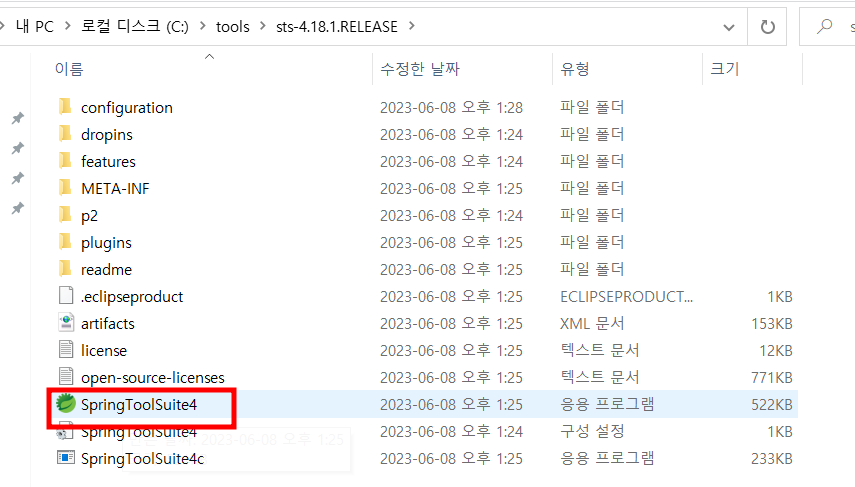 내 PC > 로컬 디스크 (C:) > tools > sts-4.18.1.RELEASE >
이름 수정한 날짜 유형 크기
configuration 2023-06-08 오후 1:28 파일 폴더
dropins 2023-06-08 오후 1:24 파일 폴더
features 2023-06-08 오후 1:24 파일 폴더
META-INF 2023-06-08 오후 1:25 파일 폴더
p2 2023-06-08 오후 1:24 파일 폴더
plugins 2023-06-08 오후 1:25 파일 폴더
readme 2023-06-08 오후 1:25 파일 폴더
.eclipseproduct 2023-06-08 오후 1:25 ECLIPSEPRODUCT... 1KB
artifacts 2023-06-08 오후 1:25 XML 문서 153KB
license 2023-06-08 오후 1:25 텍스트 문서 12KB
open-source-licenses 2023-06-08 오후 1:25 텍스트 문서 771KB
SpringToolSuite4 2023-06-08 오후 1:25 응용 프로그램 522KB
SpringToolSuite4 2023-06-08 오후 1:24 구성 설정 1KB
2023-06-08 오후 1:25
SpringToolSuite4c 2023-06-08 오후 1:25 응용 프로그램 233KB